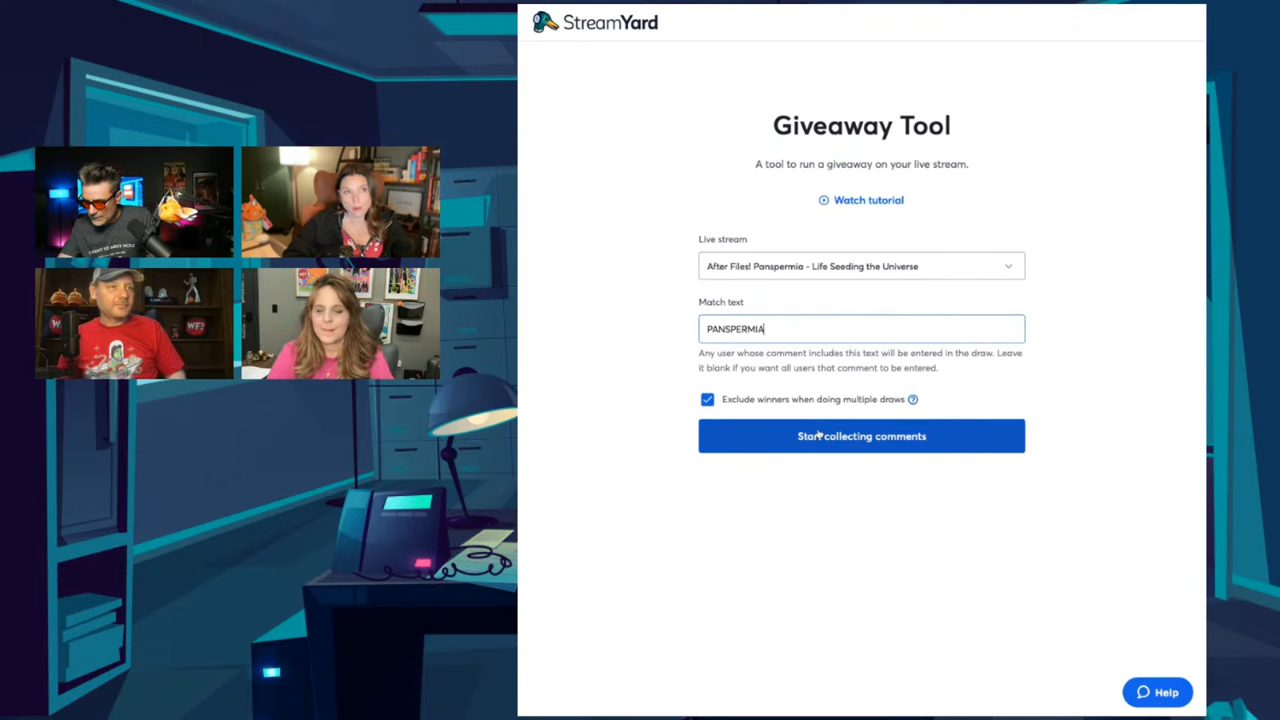 StreamYard
Giveaway Tool
A tool to run a giveaway on your live stream.
Watch tutorial
Live stream
After Files! Panspermia - Life Seeding the Universe
Match text
PANSPERMIA
Any user whose comment includes this text will be entered in the draw. Leave
it blank if you want all users that comment to be entered.
Exclude winners when doing multiple draws
Start collecting comments
Help
WF?